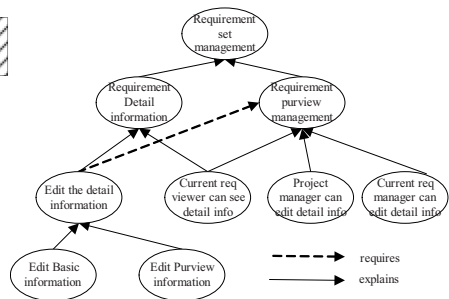 Requirement
set
management
Requirement
Detail
information
Requirement
purview
management
Edit the detail
information
Current req
viewer can see
detail info
Project
manager can
edit detail info
Current req
manager can
edit detail info
Edit Basic
information
Edit Purview
information
requires
explains